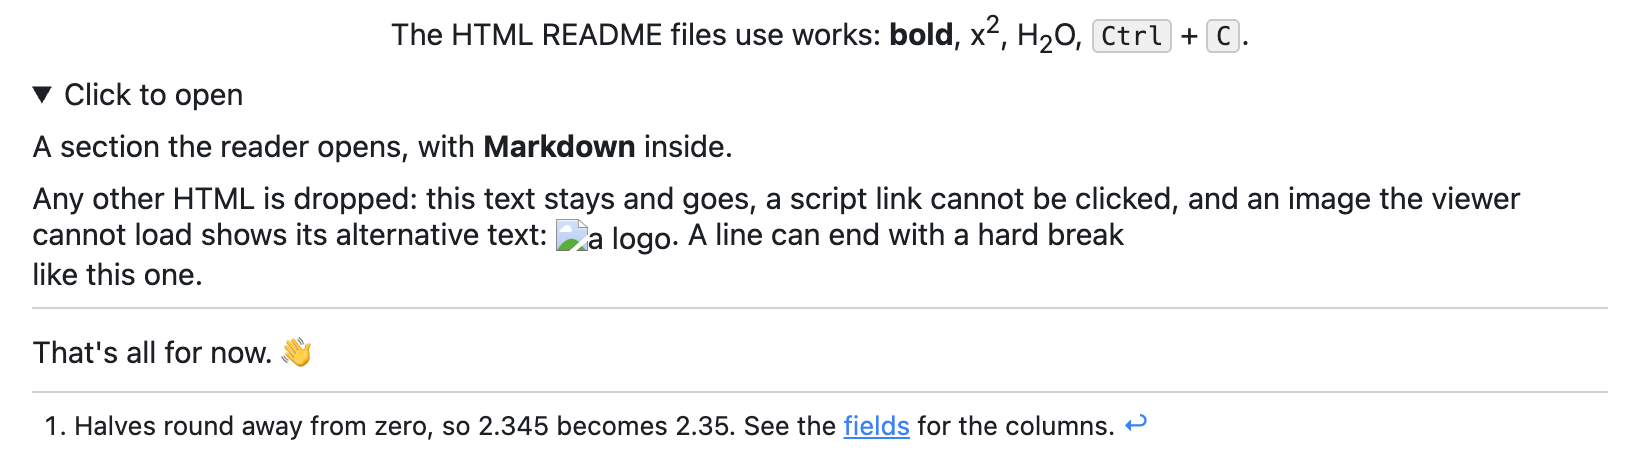 The HTML README files use works: bold, x², H₂O, Ctrl + C.
▼ Click to open
A section the reader opens, with Markdown inside.
Any other HTML is dropped: this text stays and goes, a script link cannot be clicked, and an image the viewer
cannot load shows its alternative text: a logo. A line can end with a hard break
like this one.
That's all for now. 👋
1. Halves round away from zero, so 2.345 becomes 2.35. See the fields for the columns. ↩